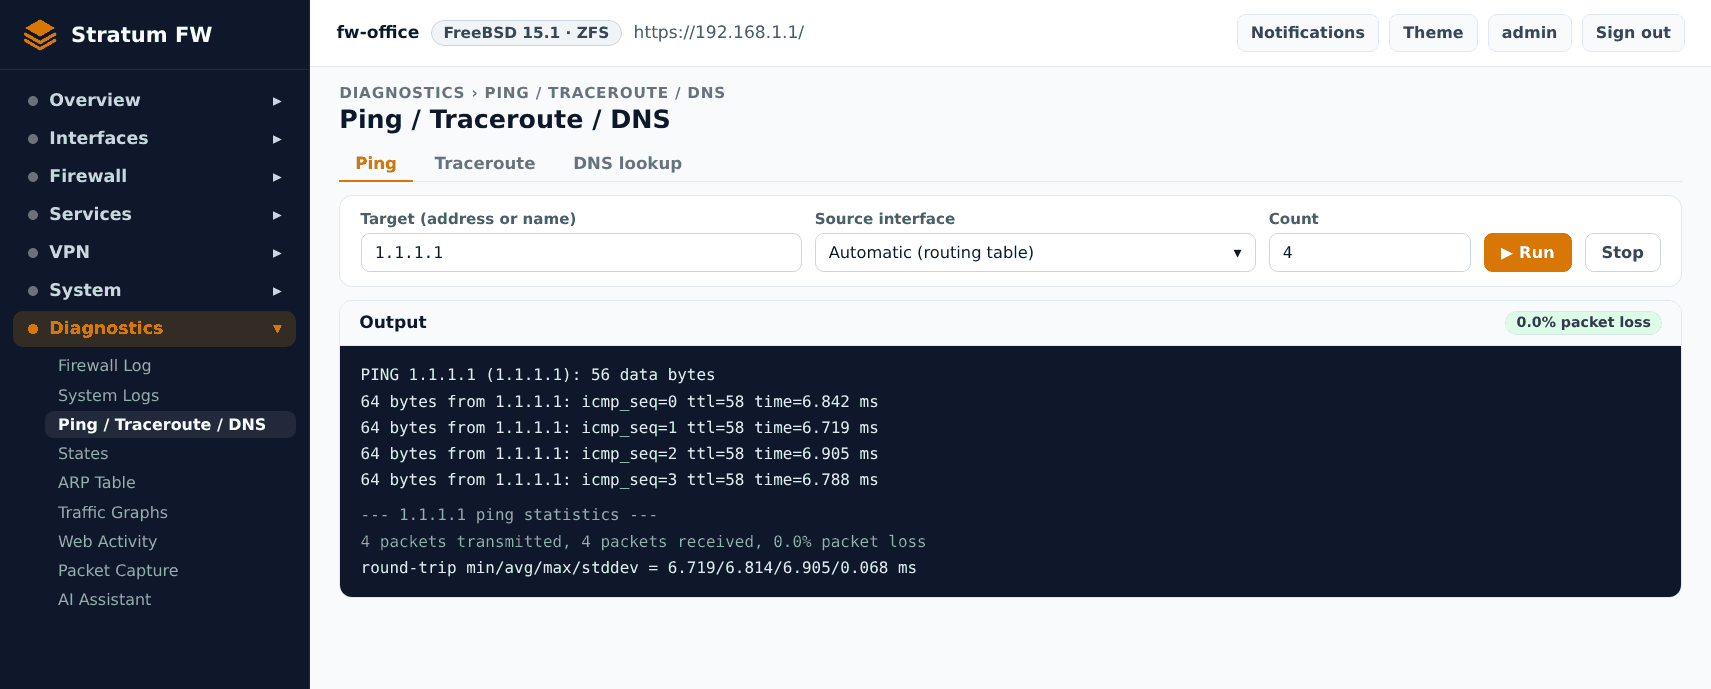 Stratum FW
fw-office
FreeBSD 15.1 · ZFS
https://192.168.1.1/
Notifications
Theme
admin
Sign out
Overview ▶
Interfaces ▶
Firewall ▶
Services ▶
VPN ▶
System ▶
Diagnostics ▼
Firewall Log
System Logs
Ping / Traceroute / DNS
States
ARP Table
Traffic Graphs
Web Activity
Packet Capture
AI Assistant
DIAGNOSTICS › PING / TRACEROUTE / DNS
Ping / Traceroute / DNS
Ping
Traceroute
DNS lookup
Target (address or name)
1.1.1.1
Source interface
Automatic (routing table) ▼
Count
4
▶ Run
Stop
Output
0.0% packet loss
PING 1.1.1.1 (1.1.1.1): 56 data bytes
64 bytes from 1.1.1.1: icmp_seq=0 ttl=58 time=6.842 ms
64 bytes from 1.1.1.1: icmp_seq=1 ttl=58 time=6.719 ms
64 bytes from 1.1.1.1: icmp_seq=2 ttl=58 time=6.905 ms
64 bytes from 1.1.1.1: icmp_seq=3 ttl=58 time=6.788 ms
--- 1.1.1.1 ping statistics ---
4 packets transmitted, 4 packets received, 0.0% packet loss
round-trip min/avg/max/stddev = 6.719/6.814/6.905/0.068 ms